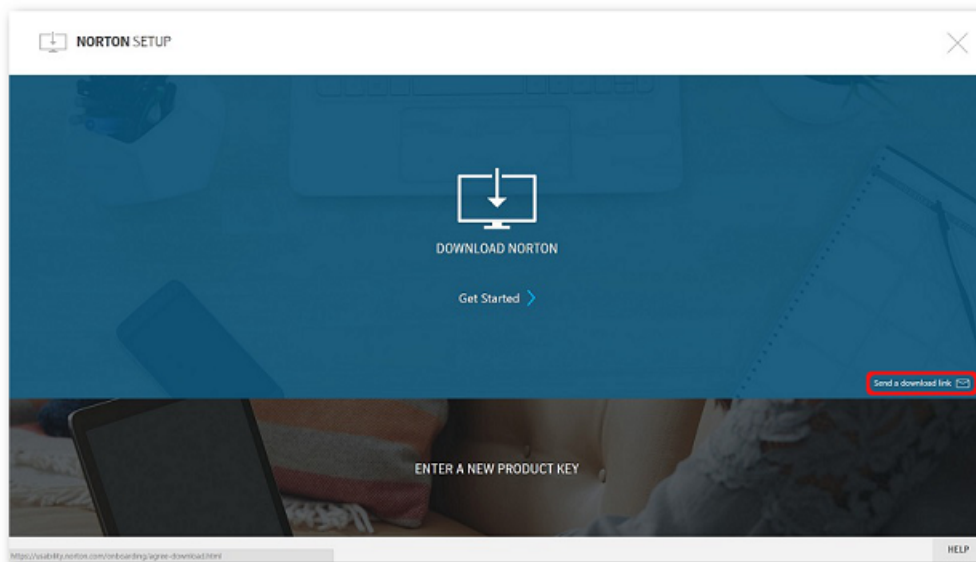 NORTON SETUP
DOWNLOAD NORTON
Get Started
Send a download link
ENTER A NEW PRODUCT KEY
https://usability.norton.com/onboarding/agree-download.html
HELP